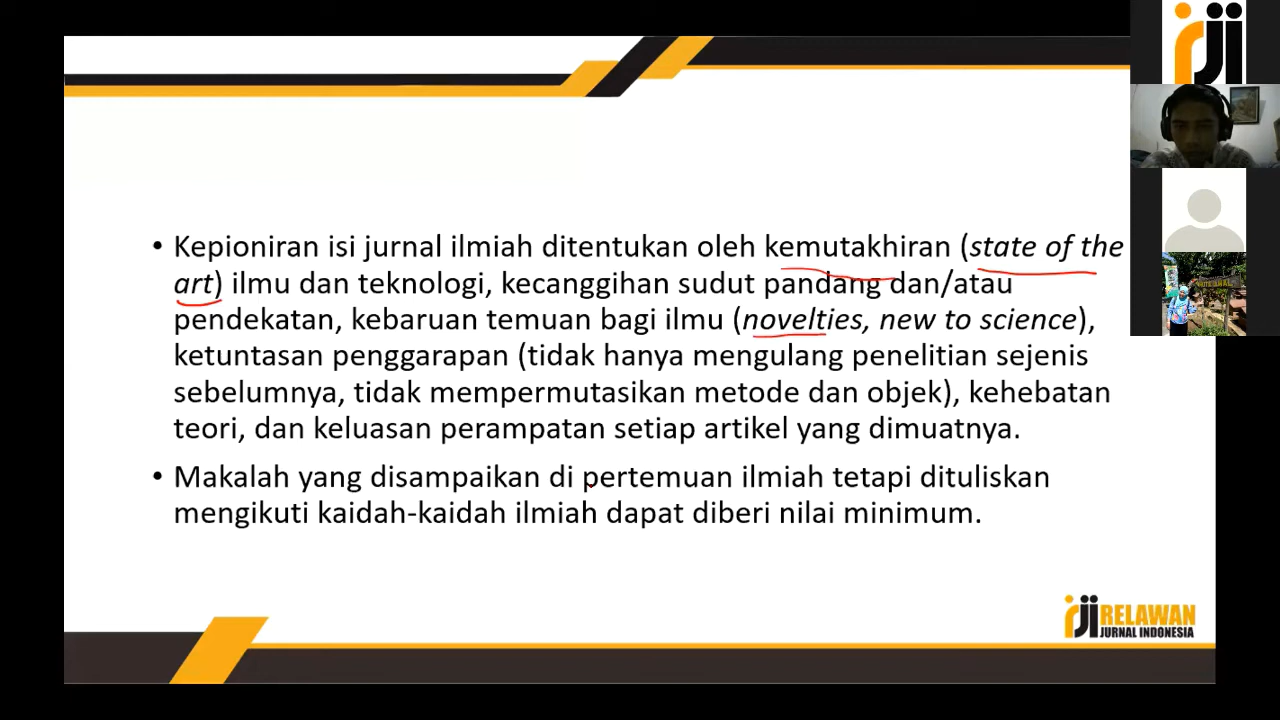 • Kepioniran isi jurnal ilmiah ditentukan oleh kemutakhiran (state of the
art) ilmu dan teknologi, kecanggihan sudut pandang dan/atau
pendekatan, kebaruan temuan bagi ilmu (novelties, new to science),
ketuntasan penggarapan (tidak hanya mengulang penelitian sejenis
sebelumnya, tidak mempermutasikan metode dan objek), kehebatan
teori, dan keluasan perampatan setiap artikel yang dimuatnya.
• Makalah yang disampaikan di pertemuan ilmiah tetapi dituliskan
mengikuti kaidah-kaidah ilmiah dapat diberi nilai minimum.
rji RELAWAN
JURNAL INDONESIA
rji